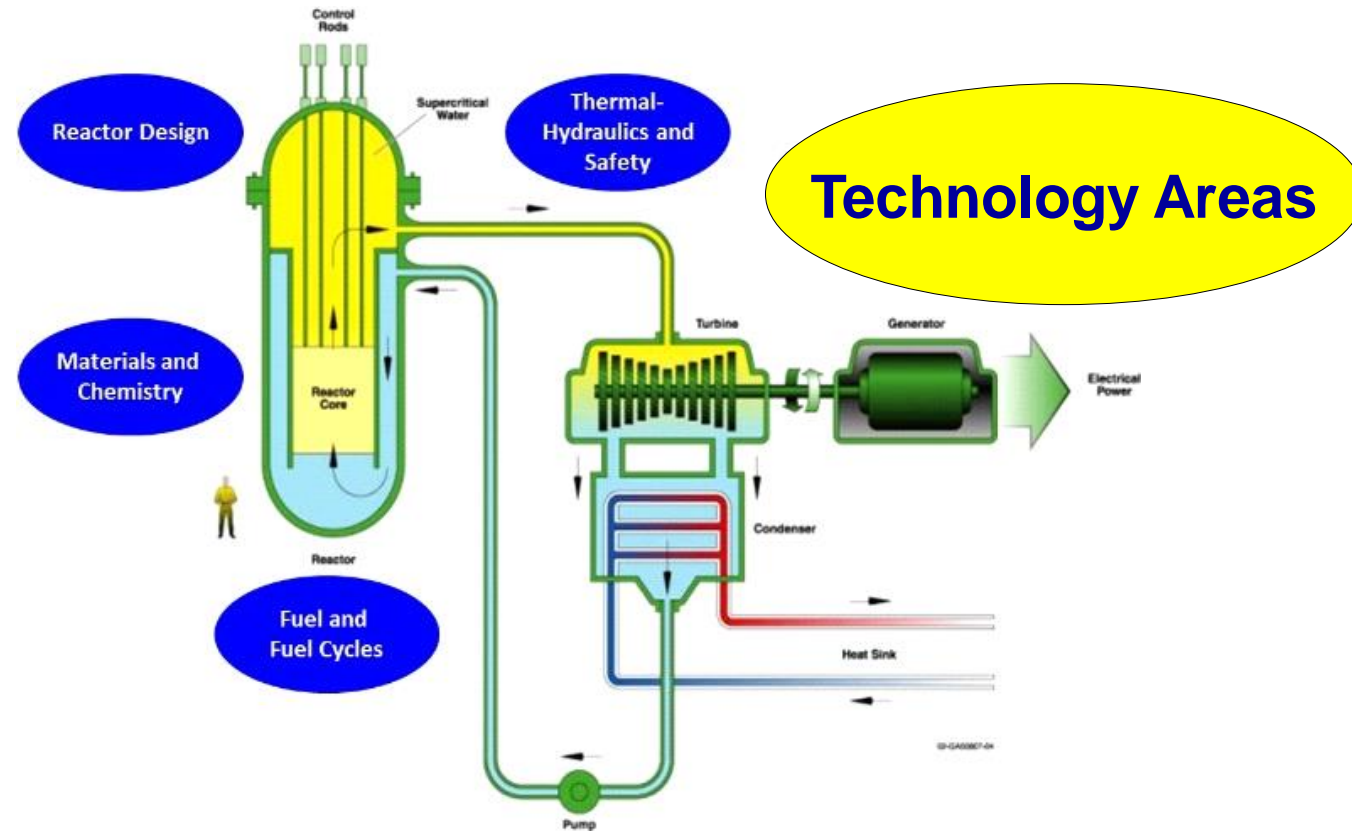 Control
Rods
Reactor Design
Supercritical
Water
Thermal-
Hydraulics and
Safety
Technology Areas
Turbine
Generator
Electrical
Power
Materials and
Chemistry
Reactor
Core
Condenser
Reactor
Fuel and
Fuel Cycles
Heat Sink
Pump